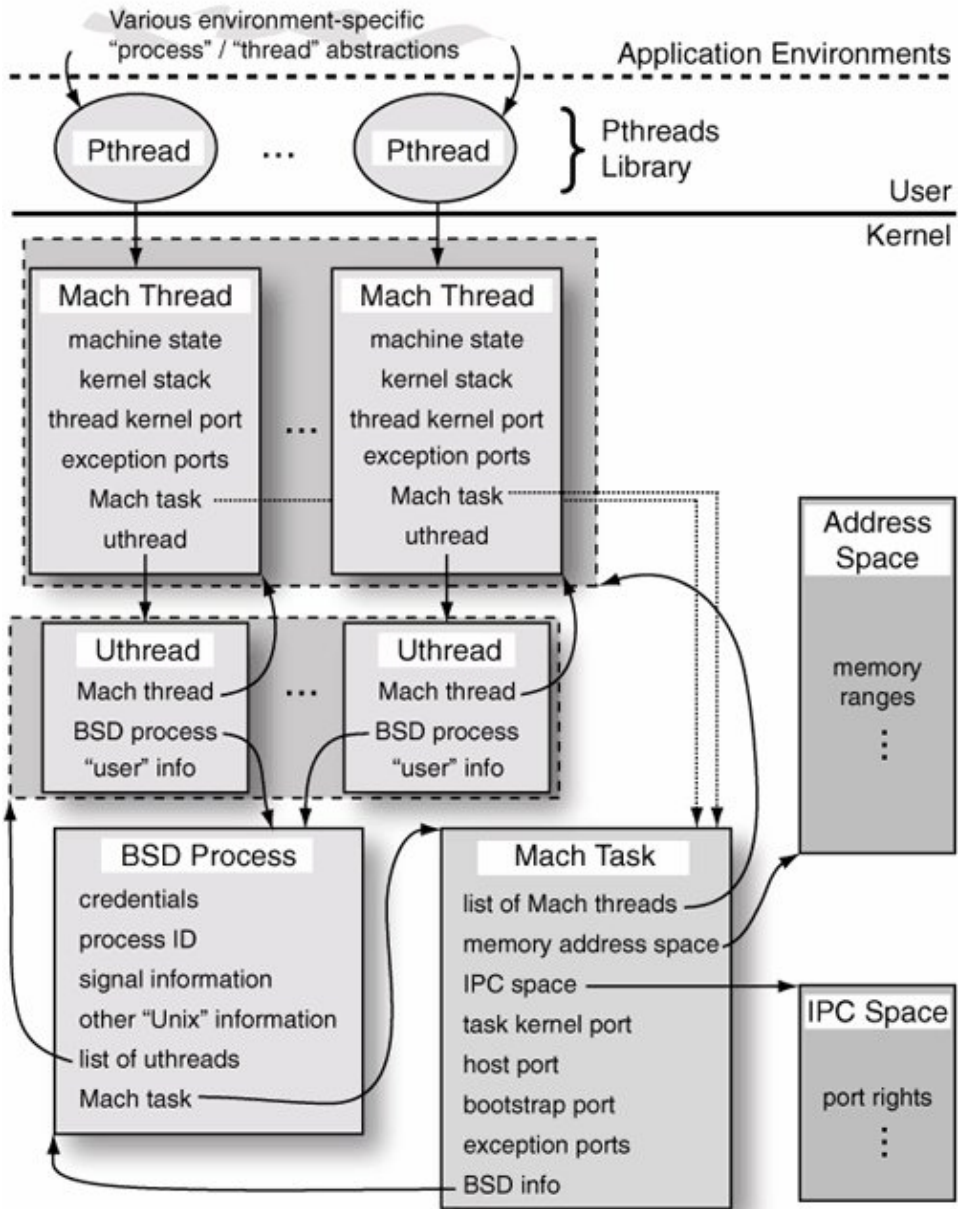 Various environment-specific
“process” / “thread” abstractions
Application Environments
Pthread
...
Pthread
Pthreads
Library
User
Kernel
Mach Thread
machine state
kernel stack
thread kernel port
exception ports
Mach task
uthread
...
Mach Thread
machine state
kernel stack
thread kernel port
exception ports
Mach task
uthread
Uthread
Mach thread
BSD process
“user” info
...
Uthread
Mach thread
BSD process
“user” info
Address
Space
memory
ranges
...
BSD Process
credentials
process ID
signal information
other “Unix” information
list of uthreads
Mach task
Mach Task
list of Mach threads
memory address space
IPC space
task kernel port
host port
bootstrap port
exception ports
BSD info
IPC Space
port rights
...